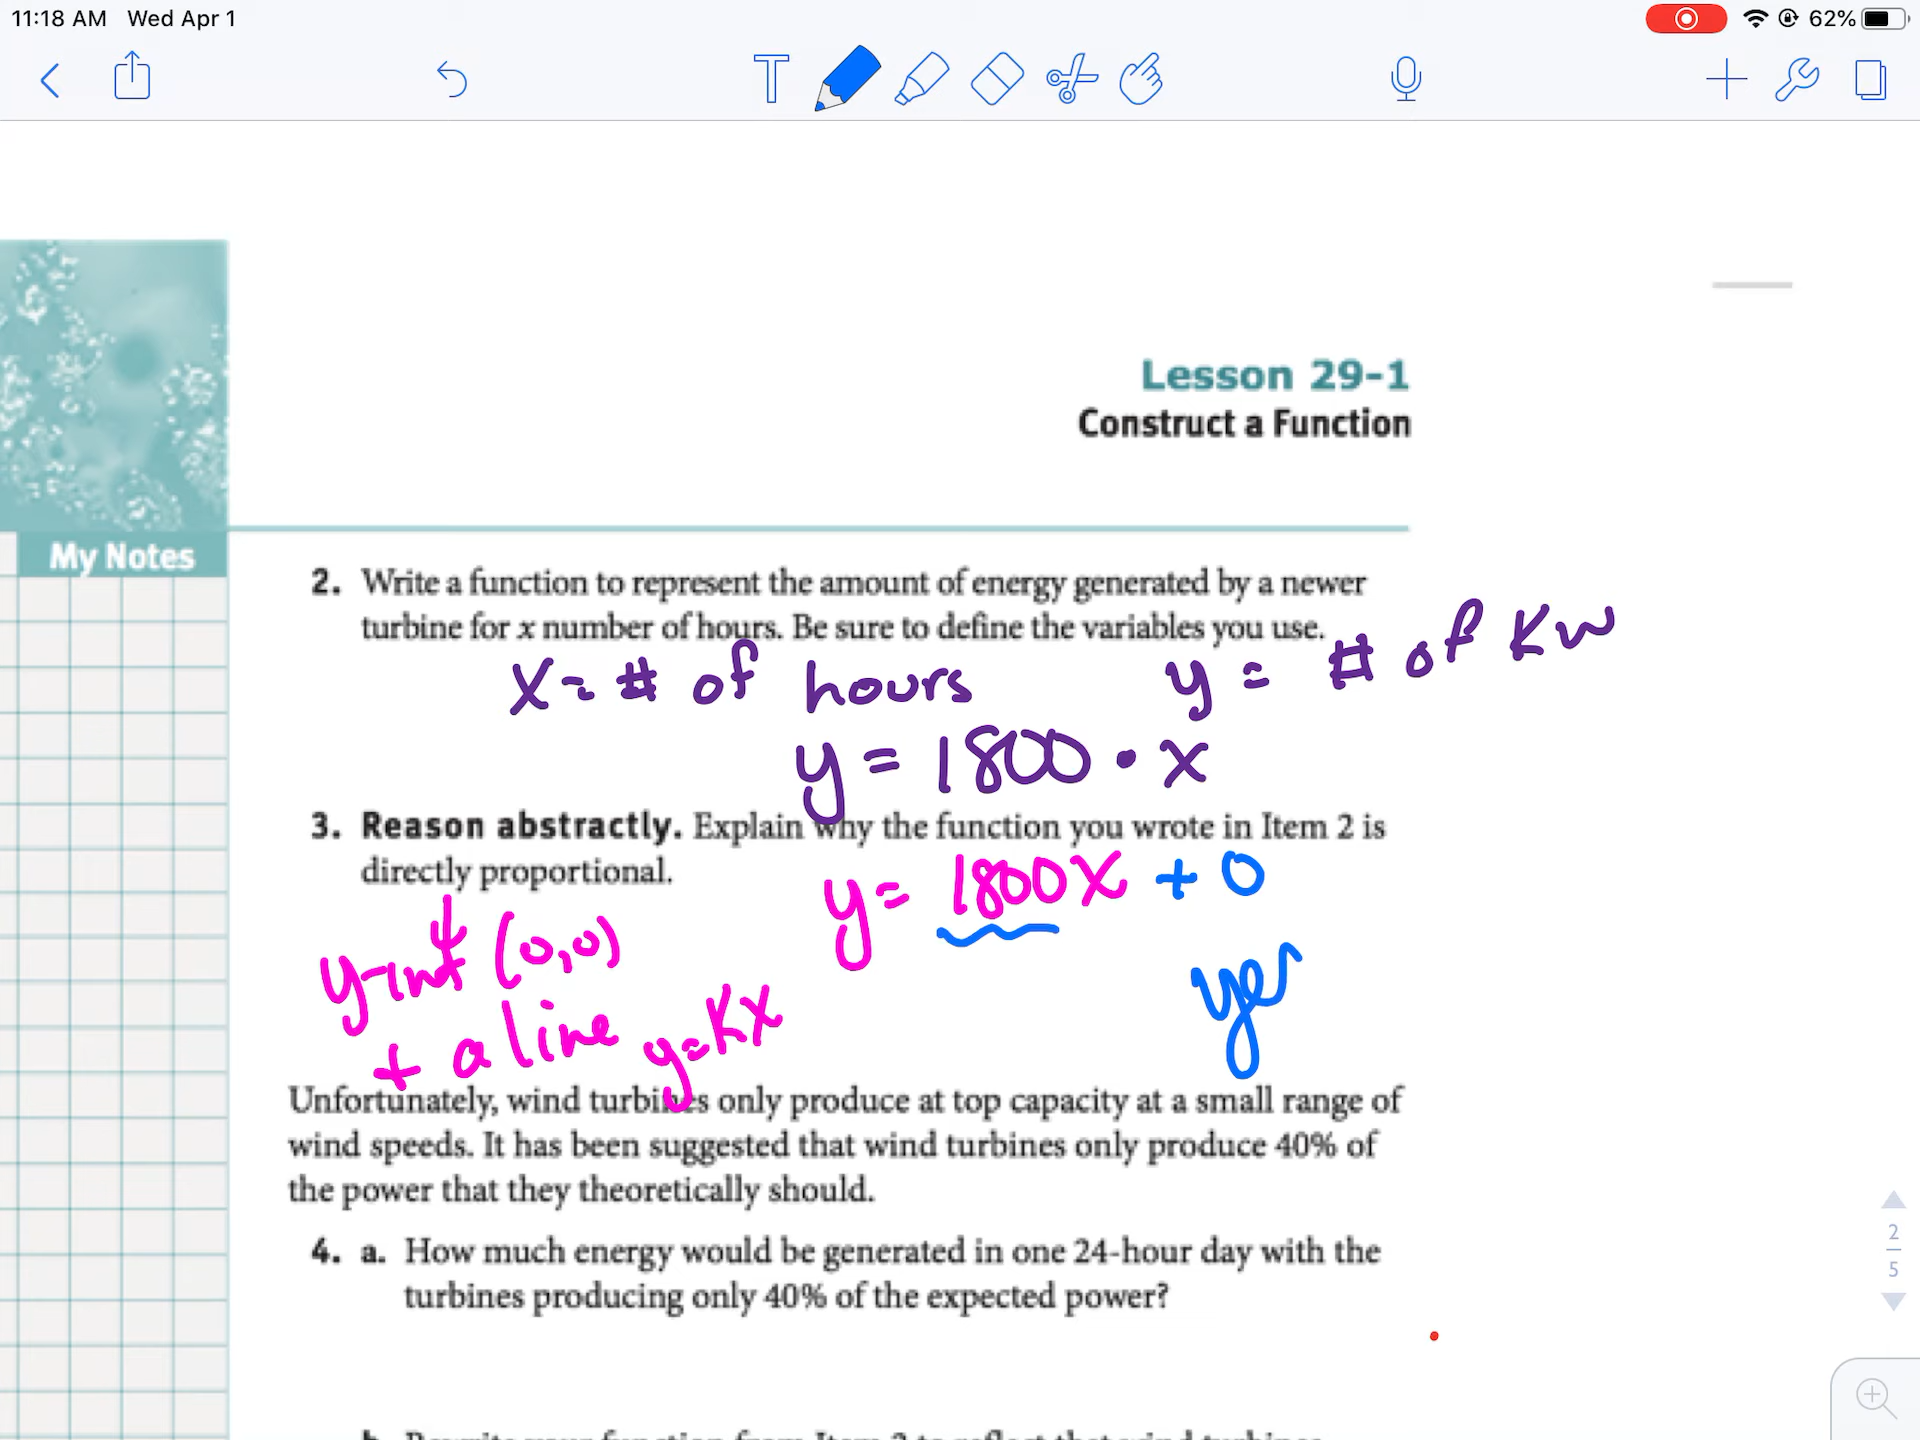 11:18 AM Wed Apr 1
62%
T
Lesson 29-1
Construct a Function
My Notes
2. Write a function to represent the amount of energy generated by a newer
turbine for x number of hours. Be sure to define the variables you use.
x = # of hours y = # of Kw
y = 1800 • x
3. Reason abstractly. Explain why the function you wrote in Item 2 is
directly proportional.
y = 1800x + 0
y-int (0,0)
+ a line y=Kx
yes
Unfortunately, wind turbines only produce at top capacity at a small range of
wind speeds. It has been suggested that wind turbines only produce 40% of
the power that they theoretically should.
2
5
4. a. How much energy would be generated in one 24-hour day with the
turbines producing only 40% of the expected power?